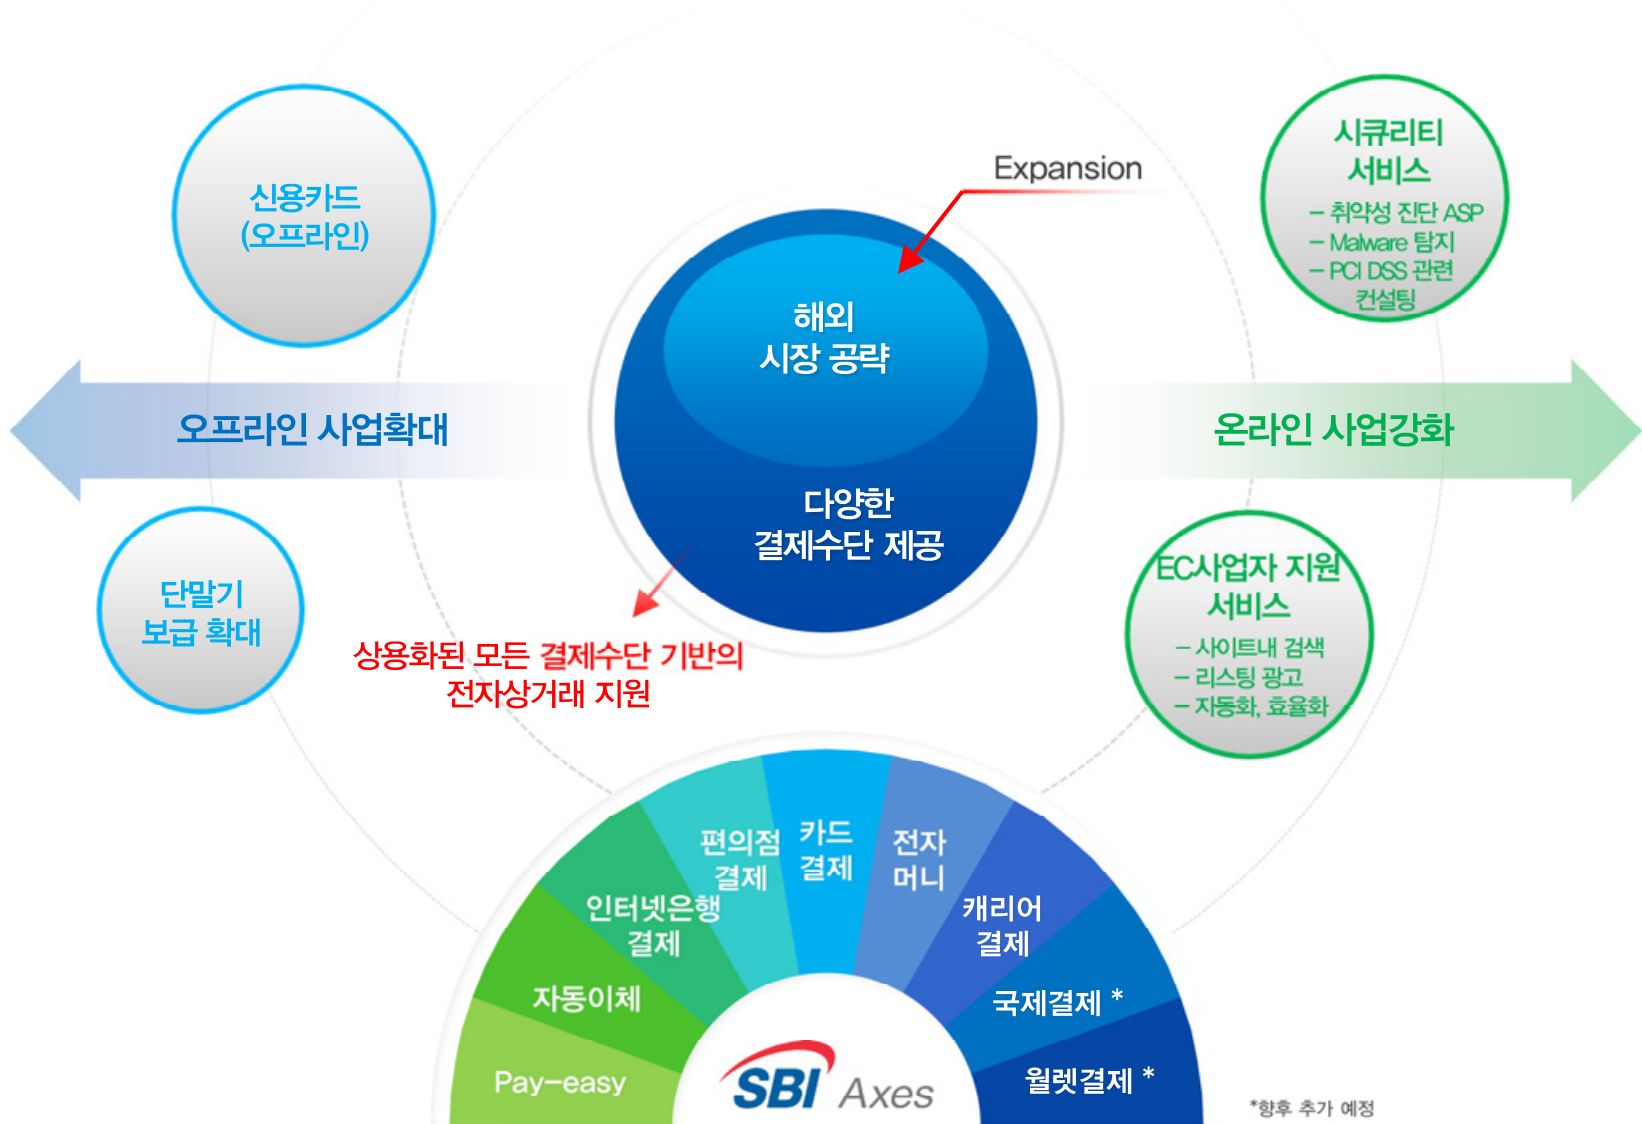 Expansion
신용카드
(오프라인)
시큐리티
서비스
– 취약성 진단 ASP
– Malware 탐지
– PCI DSS 관련
컨설팅
해외
시장 공략
오프라인 사업확대
온라인 사업강화
다양한
결제수단 제공
단말기
보급 확대
EC사업자 지원
서비스
– 사이트내 검색
– 리스팅 광고
– 자동화, 효율화
상용화된 모든 결제수단 기반의
전자상거래 지원
Pay-easy
자동이체
인터넷은행
결제
편의점
결제
카드
결제
전자
머니
캐리어
결제
국제결제 *
월렛결제 *
SBI Axes
*향후 추가 예정